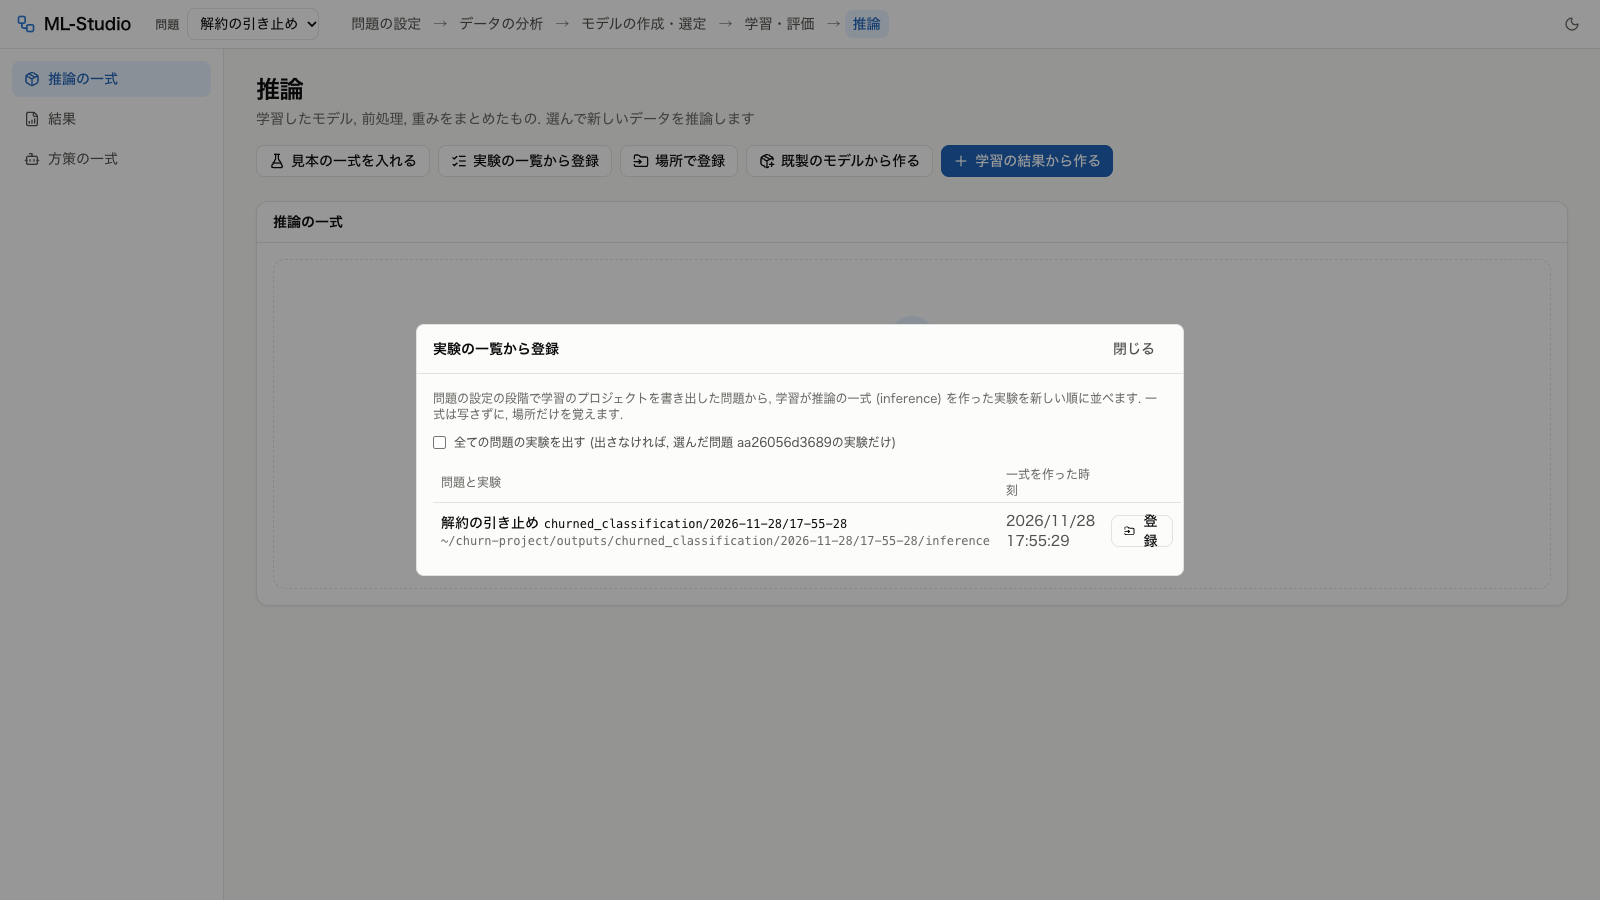 ML-Studio
問題
解約の引き止め
問題の設定 → データの分析 → モデルの作成・選定 → 学習・評価 → 推論
推論の一式
結果
方策の一式
推論
学習したモデル, 前処理, 重みをまとめたもの. 選んで新しいデータを推論します
見本の一式を入れる
実験の一覧から登録
場所で登録
既製のモデルから作る
学習の結果から作る
推論の一式
実験の一覧から登録
閉じる
問題の設定の段階で学習のプロジェクトを書き出した問題から, 学習が推論の一式 (inference) を作った実験を新しい順に並べます. 一
式は写さずに, 場所だけを覚えます.
全ての問題の実験を出す (出さなければ, 選んだ問題 aa26056d3689の実験だけ)
問題と実験
一式を作った時
刻
解約の引き止め churned_classification/2026-11-28/17-55-28
~/churn-project/outputs/churned_classification/2026-11-28/17-55-28/inference
2026/11/28
17:55:29
登
録